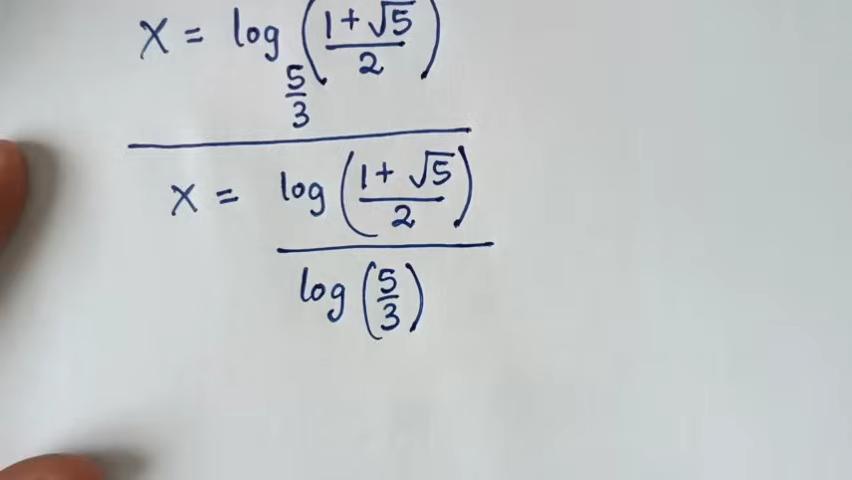 x = log_{5/3} ((1+√5)/2)
x = log ((1+√5)/2) / log (5/3)